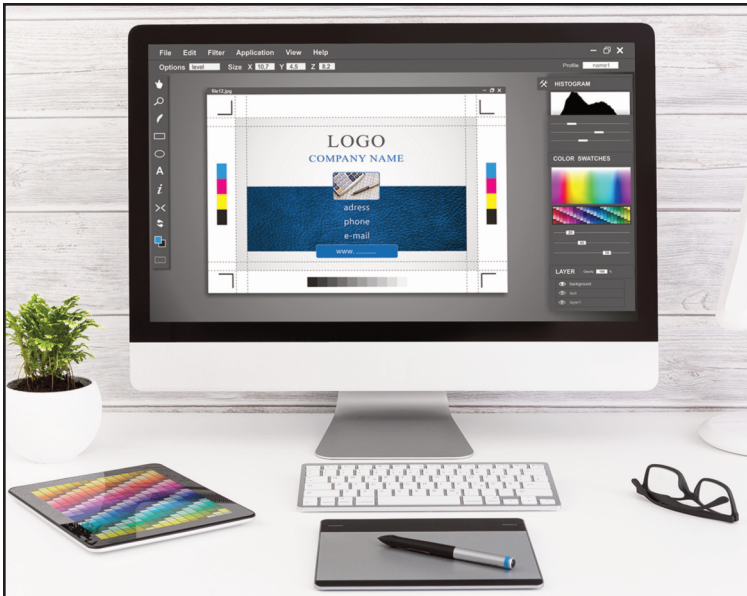 File Edit Filter Application View Help
Options level Size X 10,7 Y 4,5 Z 8.2 Profile name1
file12.jpg
HISTOGRAM
LOGO
COMPANY NAME
COLOR SWATCHES
A
adress
phone
i
e-mail
www. ............
LAYER
background
layer1